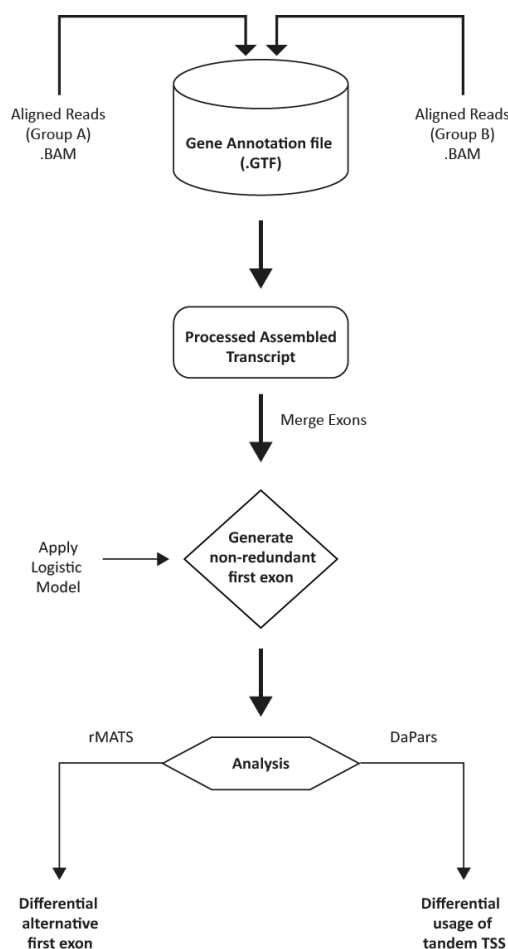 Aligned Reads
(Group A)
.BAM
Gene Annotation file
(.GTF)
Aligned Reads
(Group B)
.BAM
Processed Assembled
Transcript
Merge Exons
Apply
Logistic
Model
Generate
non-redundant
first exon
rMATS
Analysis
DaPars
Differential
alternative
first exon
Differential
usage of
tandem TSS